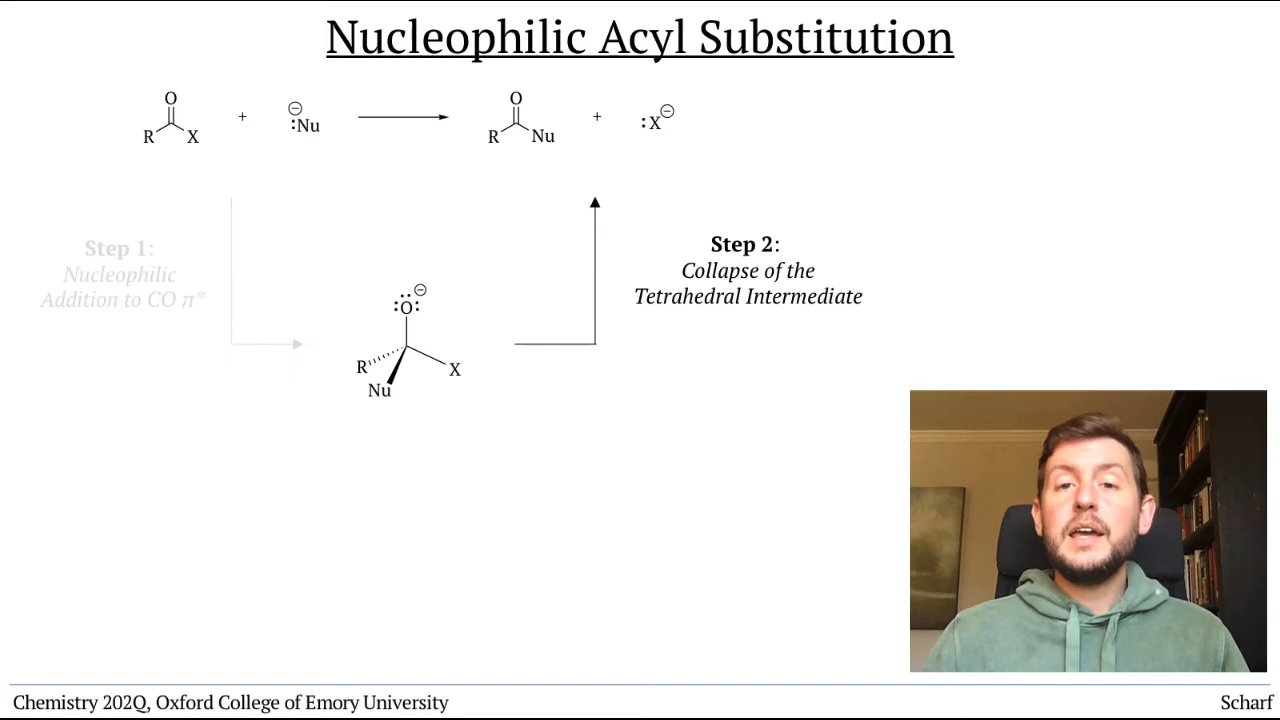 Nucleophilic Acyl Substitution
O
R X + ⊖ :Nu
O
R Nu + :X ⊖
Step 1:
Nucleophilic
Addition to CO π*
Step 2:
Collapse of the
Tetrahedral Intermediate
:O: ⊖
R X
Nu
Chemistry 202Q, Oxford College of Emory University
Scharf